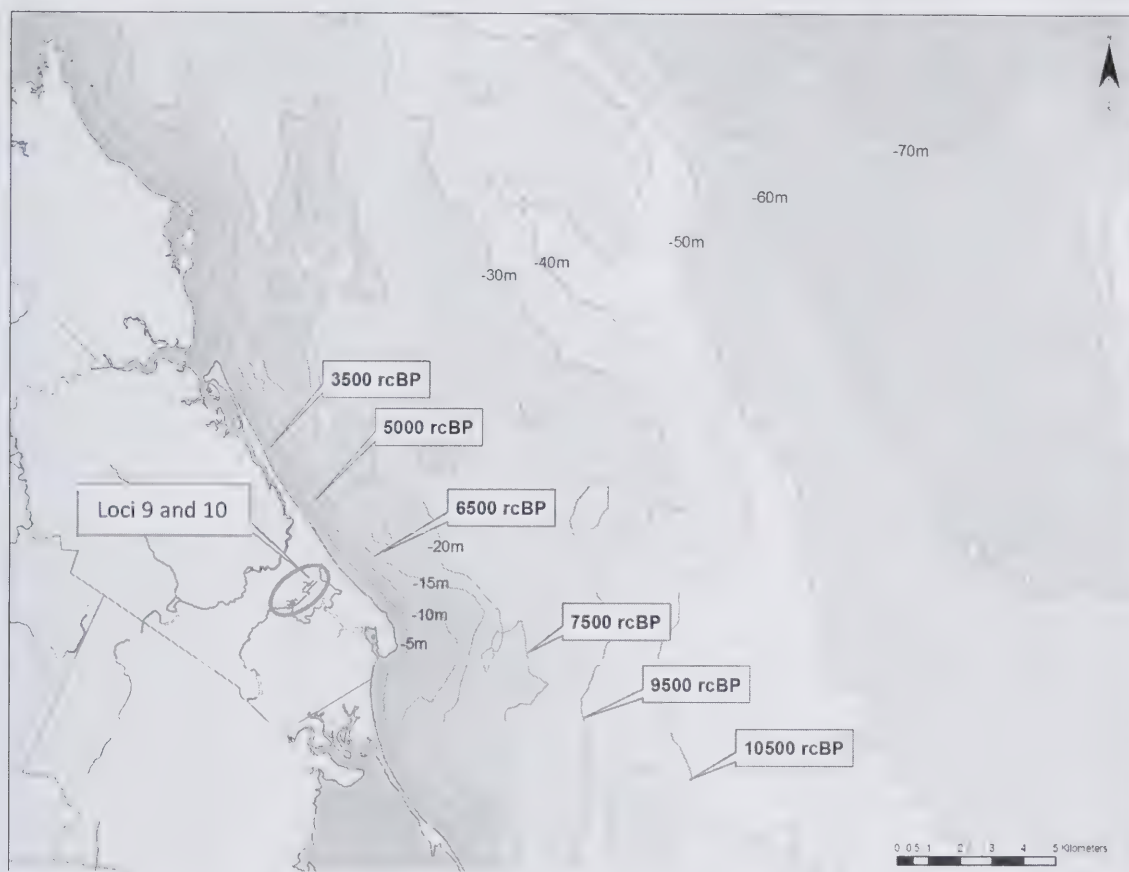 N
-70m
-60m
-50m
-40m
-30m
3500 rcBP
5000 rcBP
Loci 9 and 10
6500 rcBP
-20m
-15m
-10m
-5m
7500 rcBP
9500 rcBP
10500 rcBP
0 0.5 1 2 3 4 5 Kilometers